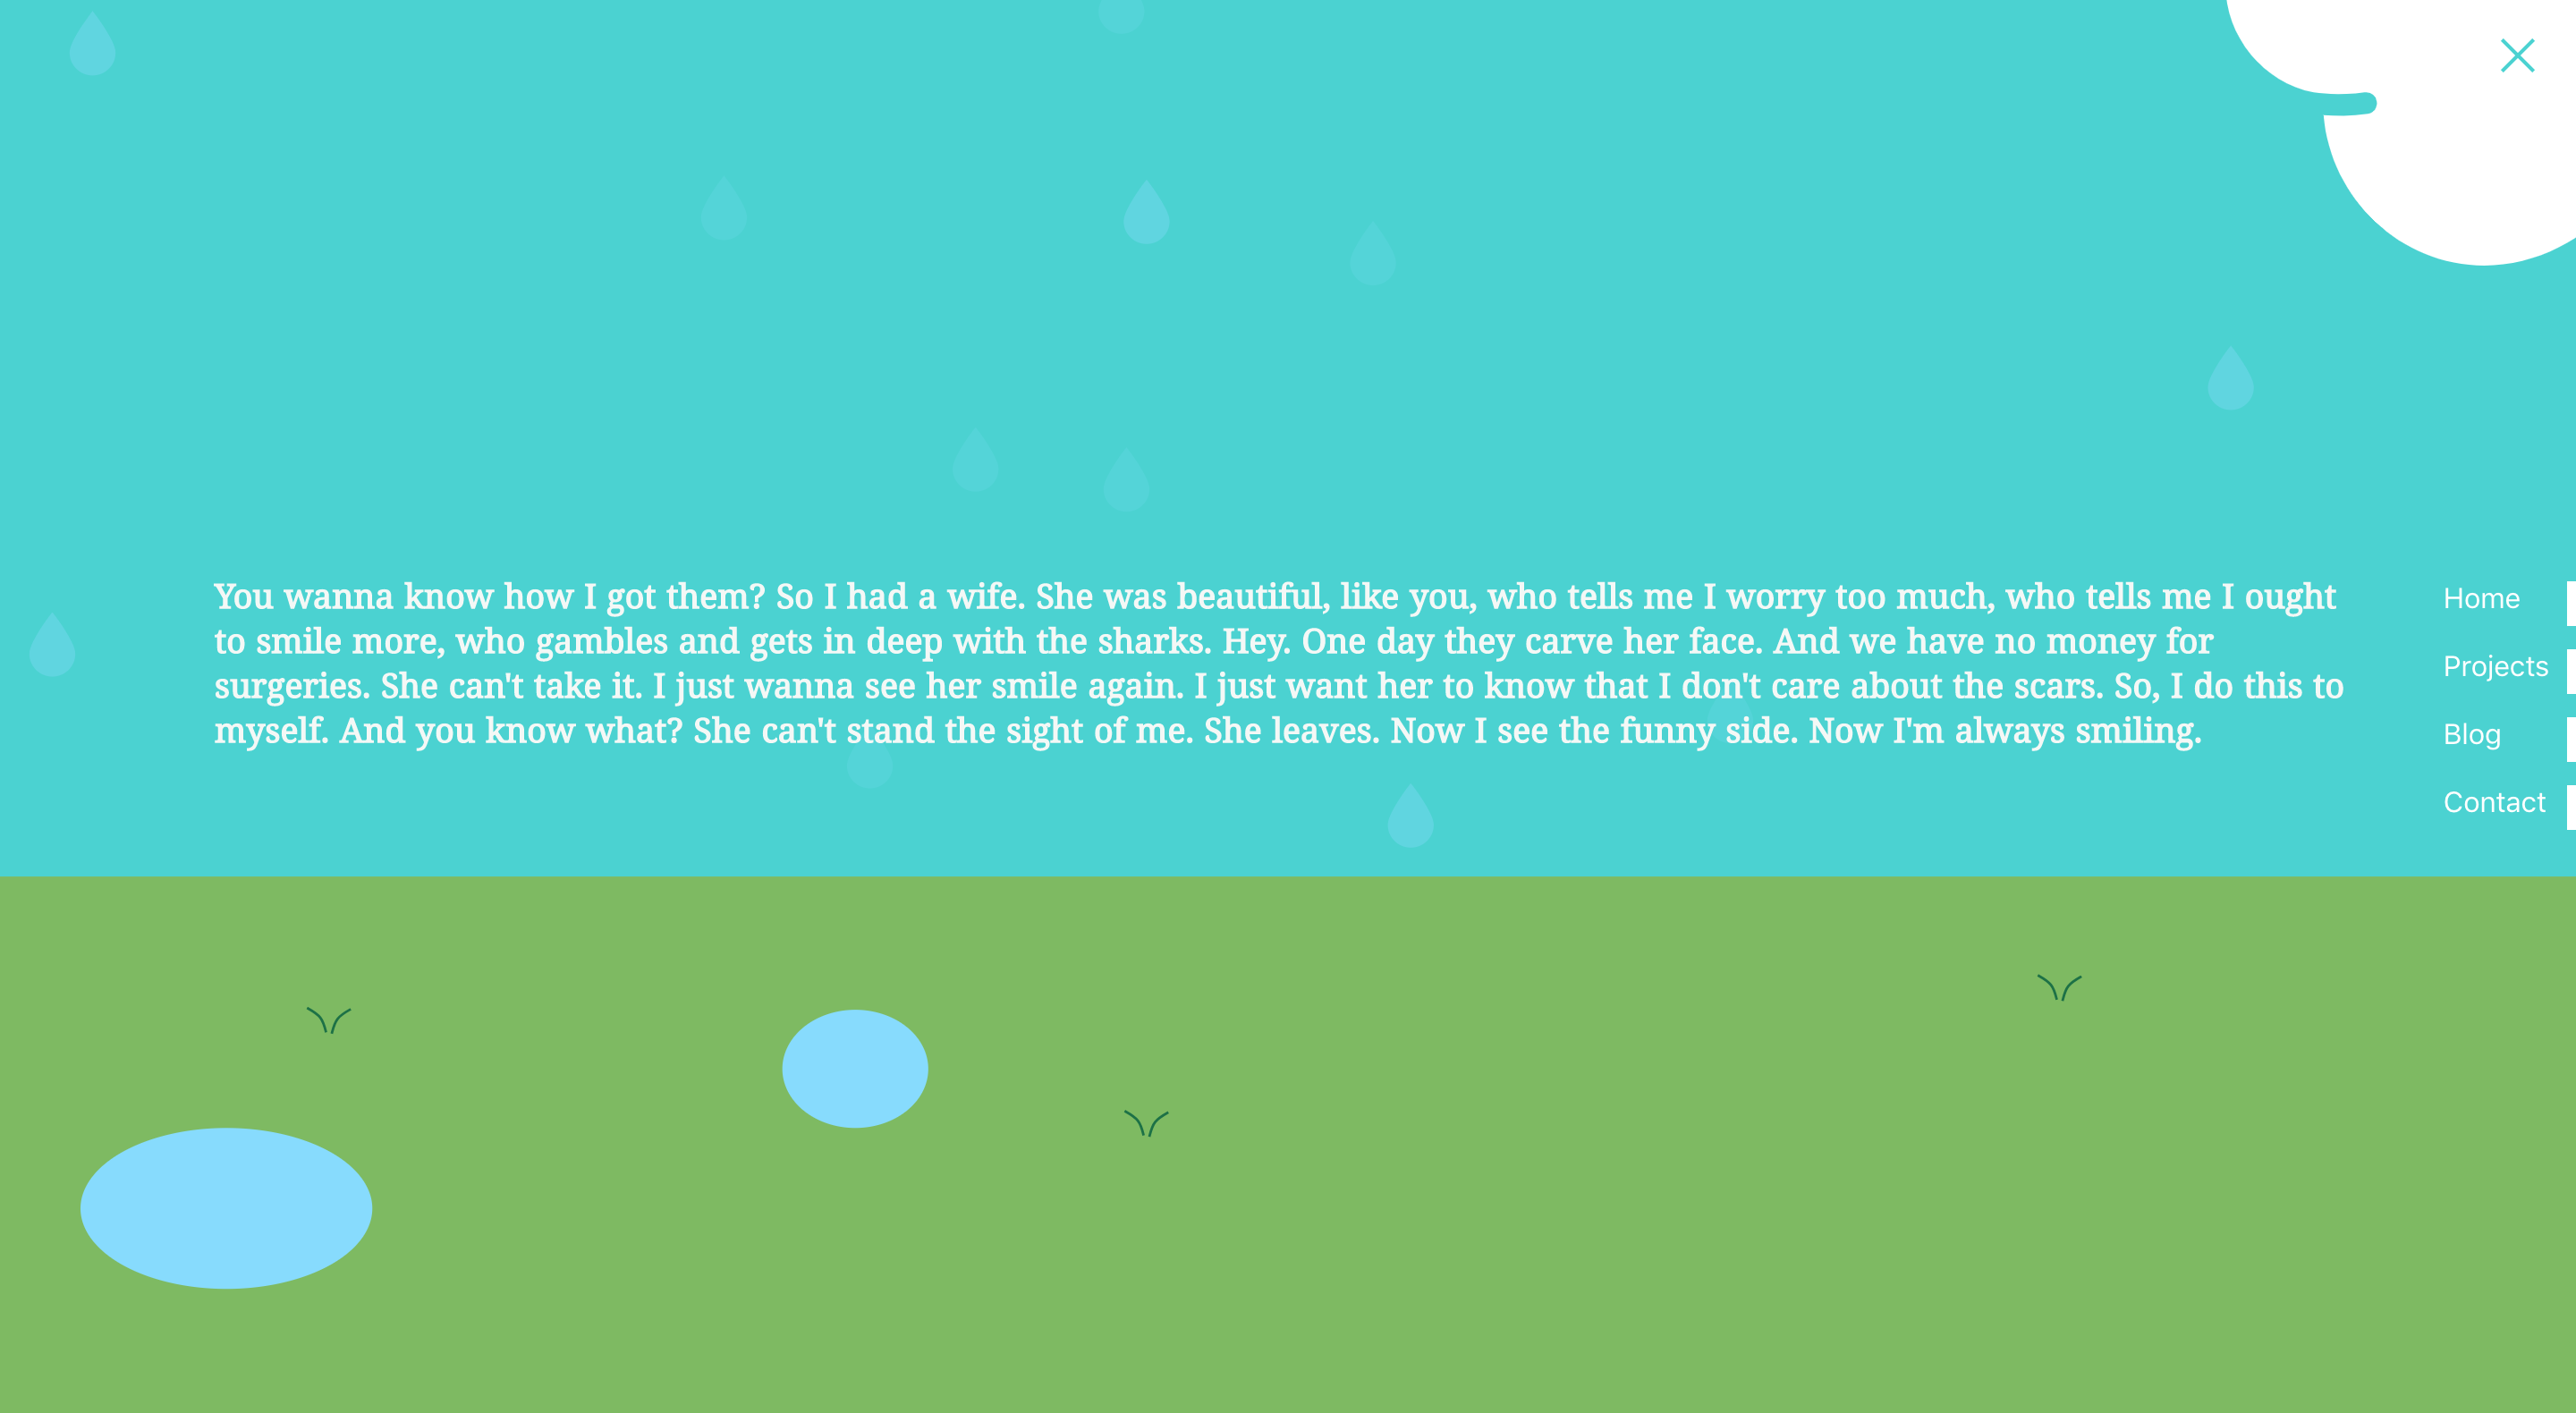 You wanna know how I got them? So I had a wife. She was beautiful, like you, who tells me I worry too much, who tells me I ought
to smile more, who gambles and gets in deep with the sharks. Hey. One day they carve her face. And we have no money for
surgeries. She can't take it. I just wanna see her smile again. I just want her to know that I don't care about the scars. So, I do this to
myself. And you know what? She can't stand the sight of me. She leaves. Now I see the funny side. Now I'm always smiling.
Home
Projects
Blog
Contact